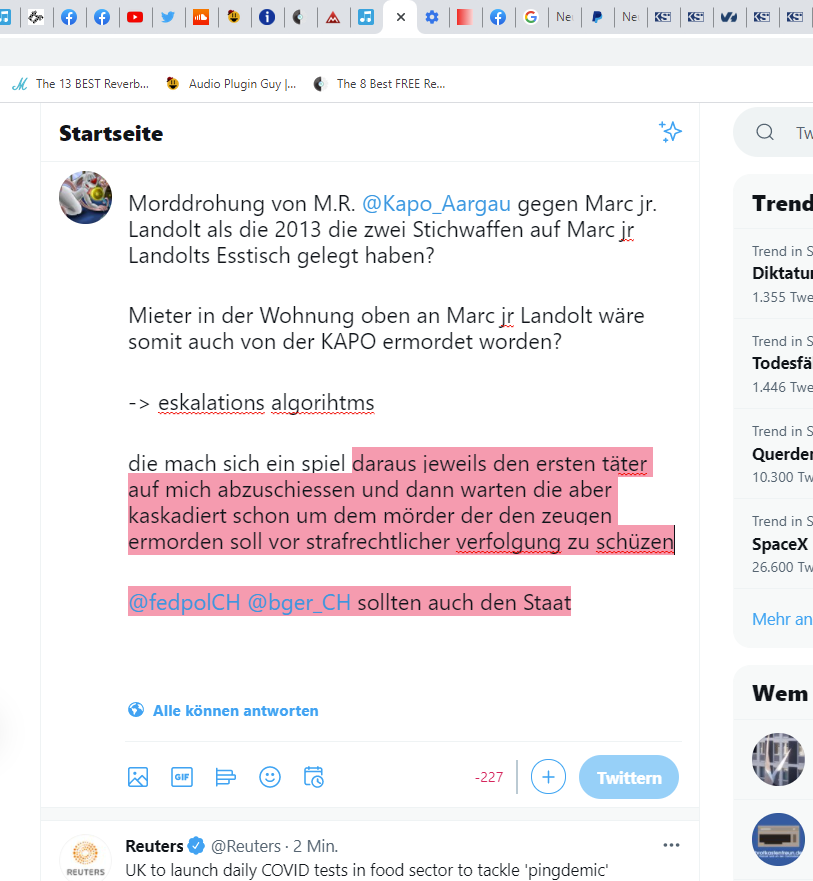 Nei
Nei
The 13 BEST Reverb...
Audio Plugin Guy |...
The 8 Best FREE Re...
Startseite
Morddrohung von M.R. @Kapo_Aargau gegen Marc jr.
Landolt als die 2013 die zwei Stichwaffen auf Marc jr
Landolts Esstisch gelegt haben?
Mieter in der Wohnung oben an Marc jr Landolt wäre
somit auch von der KAPO ermordet worden?
-> eskalations algorihtms
die mach sich ein spiel daraus jeweils den ersten täter
auf mich abzuschiessen und dann warten die aber
kaskadiert schon um dem mörder der den zeugen
ermorden soll vor strafrechtlicher verfolgung zu schüzen
@fedpolCH @bger_CH sollten auch den Staat
Alle können antworten
GIF
-227
Twittern
Reuters @Reuters · 2 Min.
UK to launch daily COVID tests in food sector to tackle 'pingdemic'
REUTERS
Tw
Trend
Trend in S
Diktatu
1.355 Twe
Trend in S
Todesfä
1.446 Twe
Trend in S
Querden
10.300 Tw
Trend in S
SpaceX
26.600 Tw
Mehr an
Wem